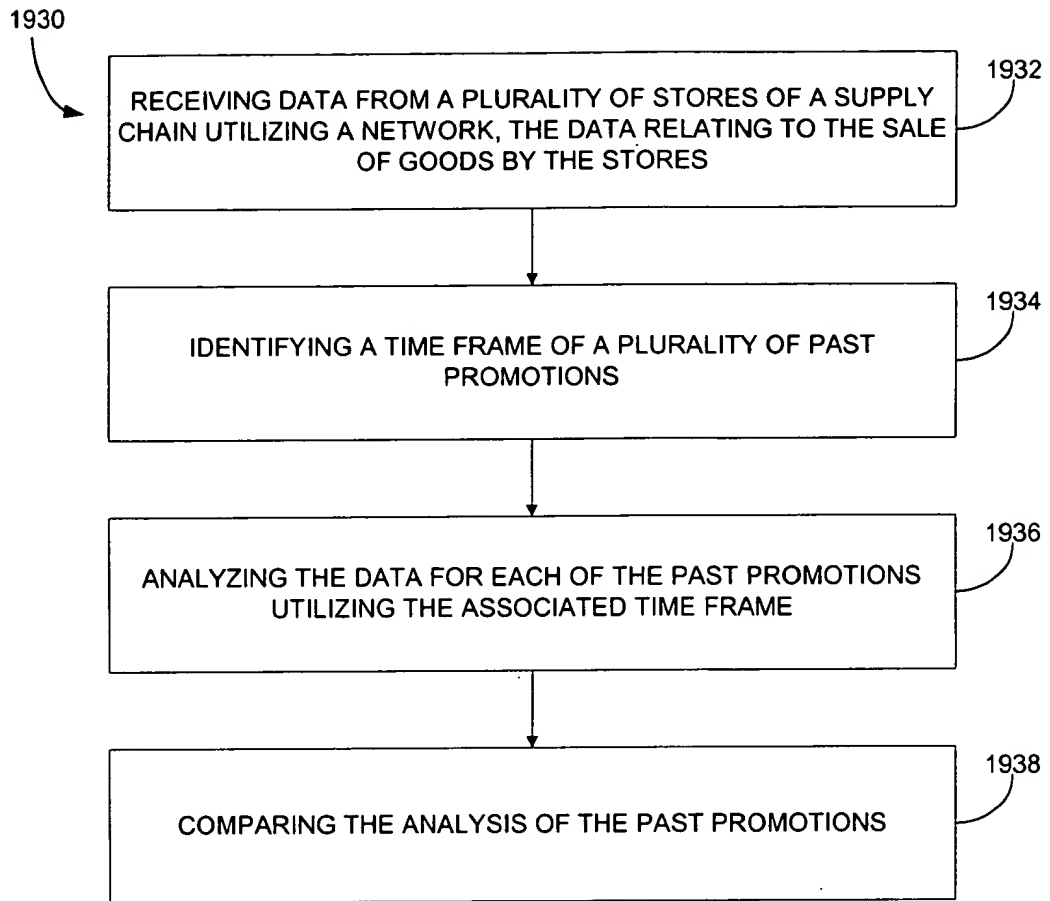 1930
RECEIVING DATA FROM A PLURALITY OF STORES OF A SUPPLY
CHAIN UTILIZING A NETWORK, THE DATA RELATING TO THE SALE
OF GOODS BY THE STORES
1932
IDENTIFYING A TIME FRAME OF A PLURALITY OF PAST
PROMOTIONS
1934
ANALYZING THE DATA FOR EACH OF THE PAST PROMOTIONS
UTILIZING THE ASSOCIATED TIME FRAME
1936
COMPARING THE ANALYSIS OF THE PAST PROMOTIONS
1938